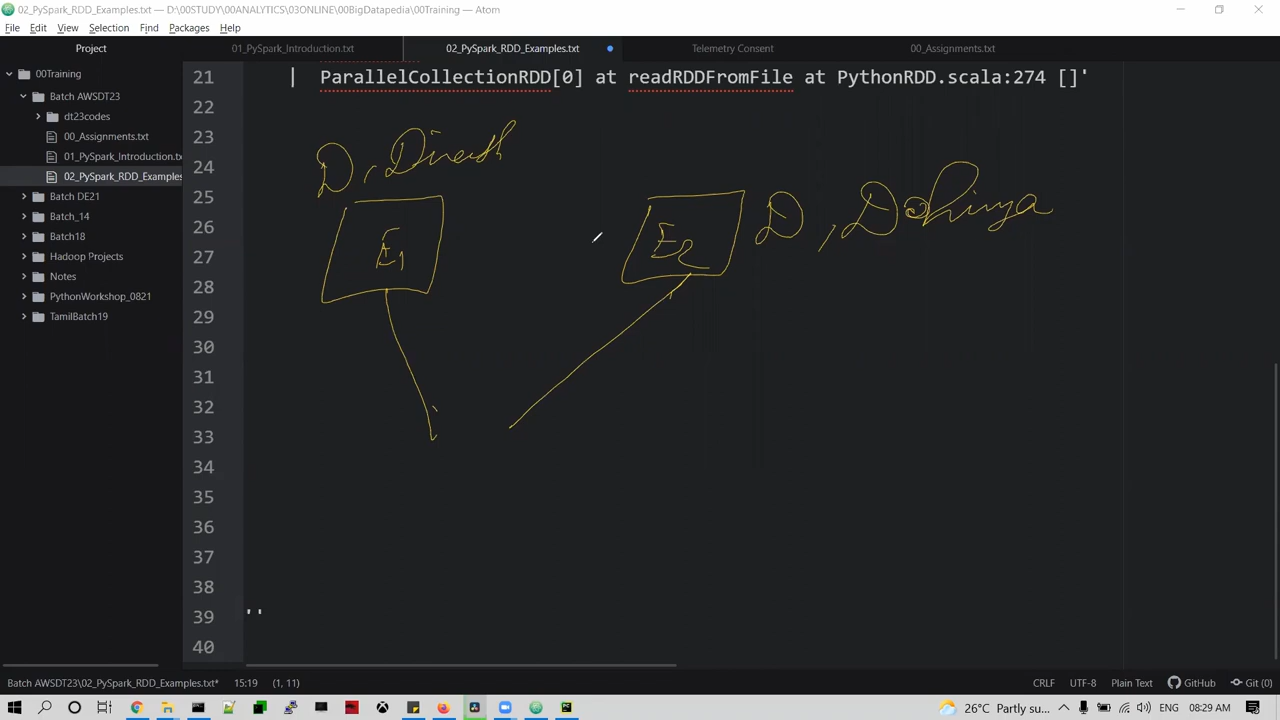 02_PySpark_RDD_Examples.txt — D:\00STUDY\00ANALYTICS\03ONLINE\00BigDatapedia\00Training — Atom
File Edit View Selection Find Packages Help
Project
01_PySpark_Introduction.txt
02_PySpark_RDD_Examples.txt
Telemetry Consent
00_Assignments.txt
00Training
Batch AWSDT23
dt23codes
00_Assignments.txt
01_PySpark_Introduction.tx
02_PySpark_RDD_Examples
Batch DE21
Batch_14
Batch18
Hadoop Projects
Notes
PythonWorkshop_0821
TamilBatch19
21 | ParallelCollectionRDD[0] at readRDDFromFile at PythonRDD.scala:274 []'
22
23
24
25
26
27
28
29
30
31
32
33
34
35
36
37
38
39 ''
40
D, Dinesh
E1
E2 D,
Batch AWSDT23\02_PySpark_RDD_Examples.txt* 15:19 (1, 11) CRLF UTF-8 Plain Text GitHub Git (0)
26°C Partly su... ENG 08:29 AM